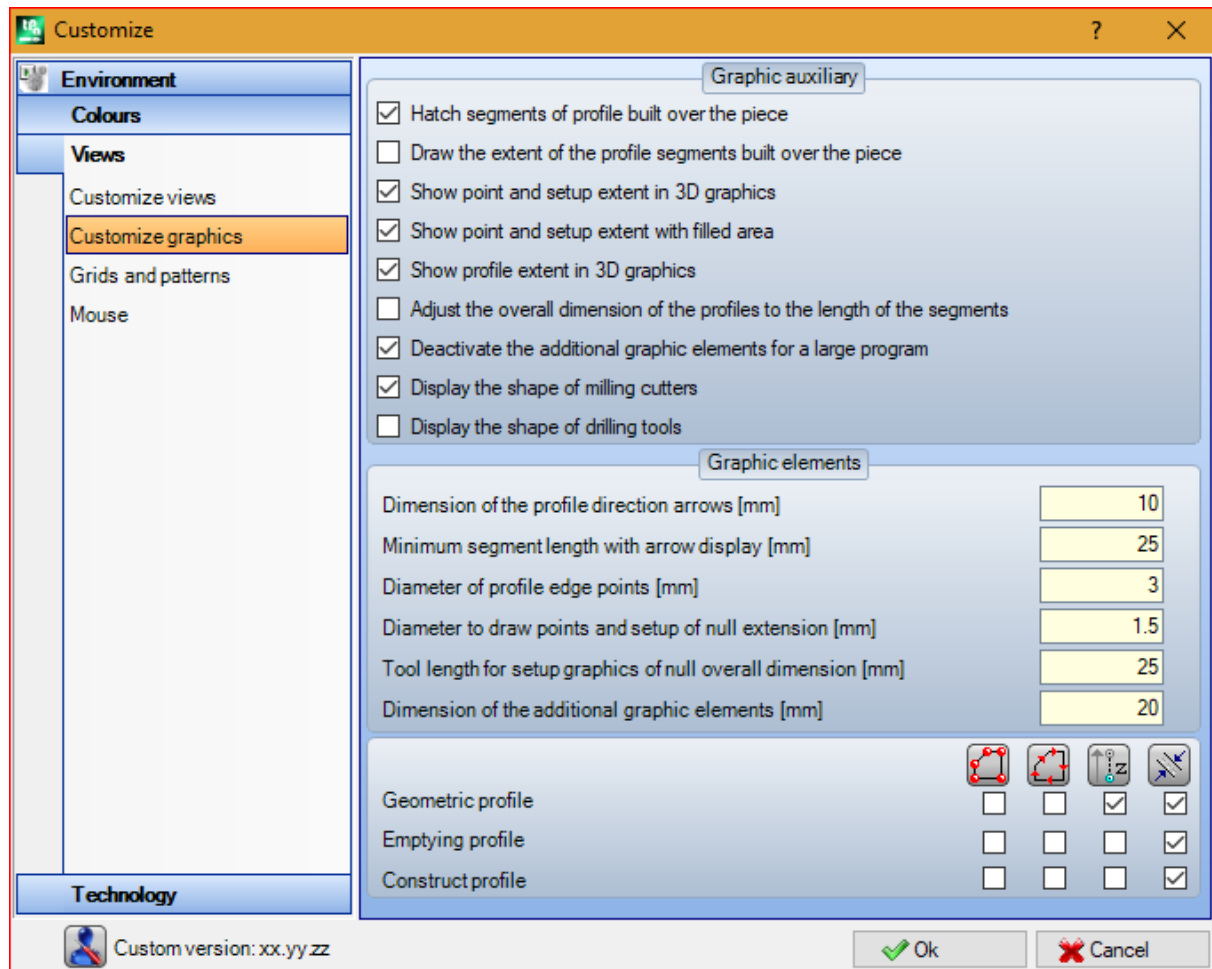 Customize
?
Environment
Colours
Views
Customize views
Customize graphics
Grids and patterns
Mouse
Technology
Graphic auxiliary
Hatch segments of profile built over the piece
Draw the extent of the profile segments built over the piece
Show point and setup extent in 3D graphics
Show point and setup extent with filled area
Show profile extent in 3D graphics
Adjust the overall dimension of the profiles to the length of the segments
Deactivate the additional graphic elements for a large program
Display the shape of milling cutters
Display the shape of drilling tools
Graphic elements
Dimension of the profile direction arrows [mm] 10
Minimum segment length with arrow display [mm] 25
Diameter of profile edge points [mm] 3
Diameter to draw points and setup of null extension [mm] 1.5
Tool length for setup graphics of null overall dimension [mm] 25
Dimension of the additional graphic elements [mm] 20
z
Geometric profile
Emptying profile
Construct profile
Custom version: xx.yy.zz
Ok
Cancel